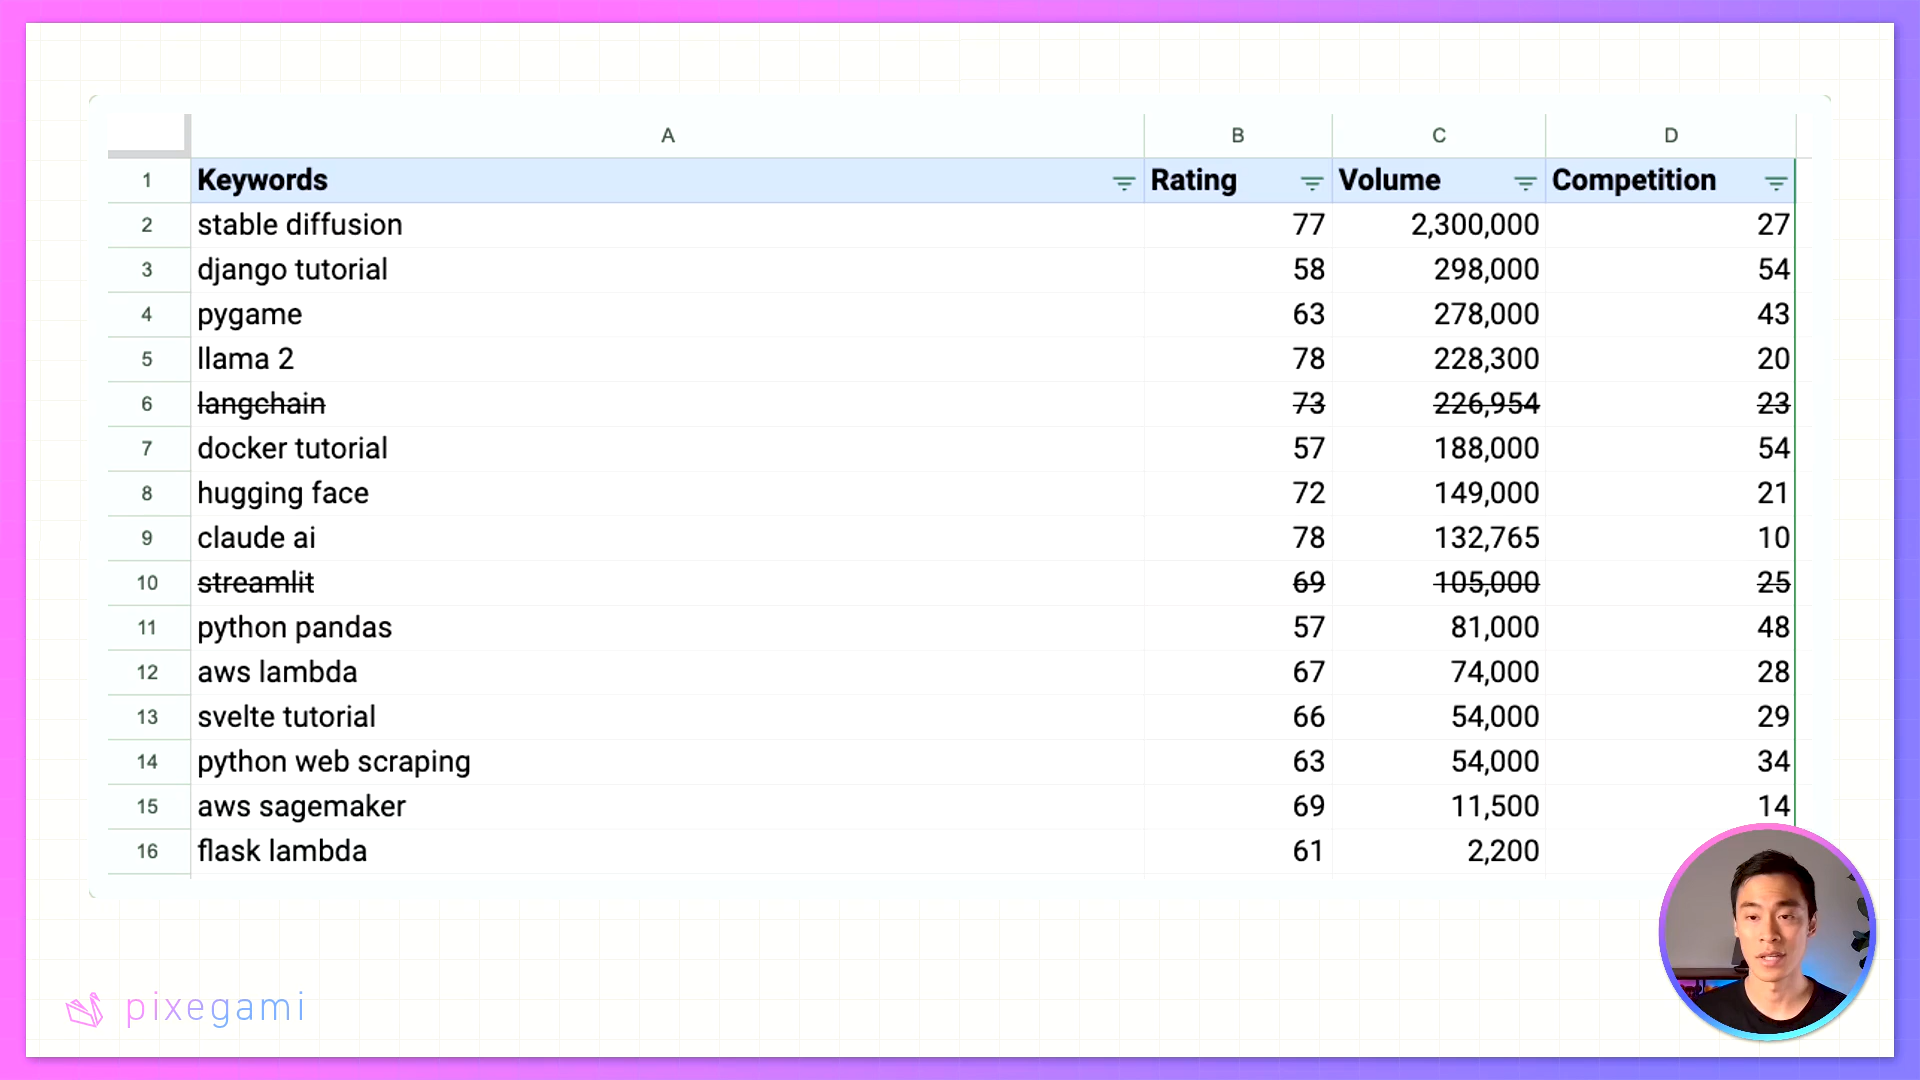 A B C D
1 Keywords Rating Volume Competition
2 stable diffusion 77 2,300,000 27
3 django tutorial 58 298,000 54
4 pygame 63 278,000 43
5 llama 2 78 228,300 20
6 langchain 73 226,954 23
7 docker tutorial 57 188,000 54
8 hugging face 72 149,000 21
9 claude ai 78 132,765 10
10 streamlit 69 105,000 25
11 python pandas 57 81,000 48
12 aws lambda 67 74,000 28
13 svelte tutorial 66 54,000 29
14 python web scraping 63 54,000 34
15 aws sagemaker 69 11,500 14
16 flask lambda 61 2,200
pixegami